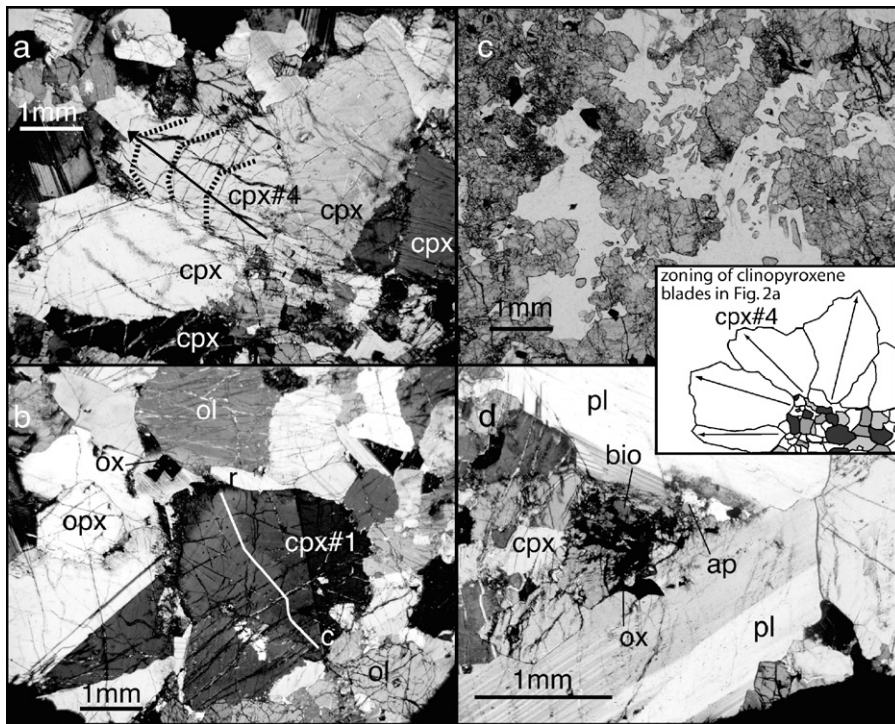 a
1mm
cpx#4
cpx
cpx
cpx
cpx
c
1mm
zoning of clinopyroxene
blades in Fig. 2a
cpx#4
b
ol
ox
r
opx
cpx#1
c
ol
1mm
d
pl
bio
cpx
ap
ox
pl
1mm